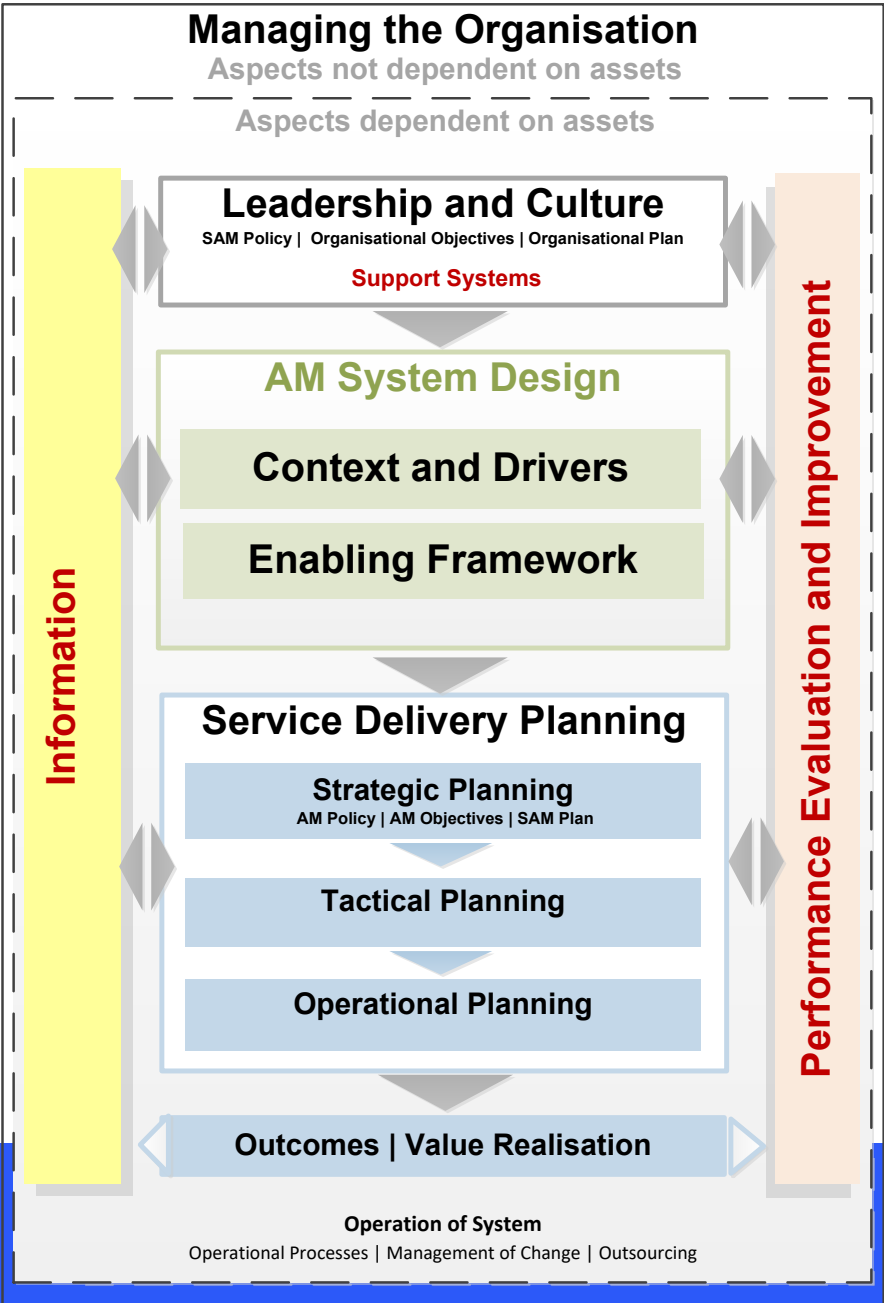 Managing the Organisation
Aspects not dependent on assets
Aspects dependent on assets
Leadership and Culture
SAM Policy | Organisational Objectives | Organisational Plan
Support Systems
AM System Design
Context and Drivers
Enabling Framework
Information
Performance Evaluation and Improvement
Service Delivery Planning
Strategic Planning
AM Policy | AM Objectives | SAM Plan
Tactical Planning
Operational Planning
Outcomes | Value Realisation
Operation of System
Operational Processes | Management of Change | Outsourcing